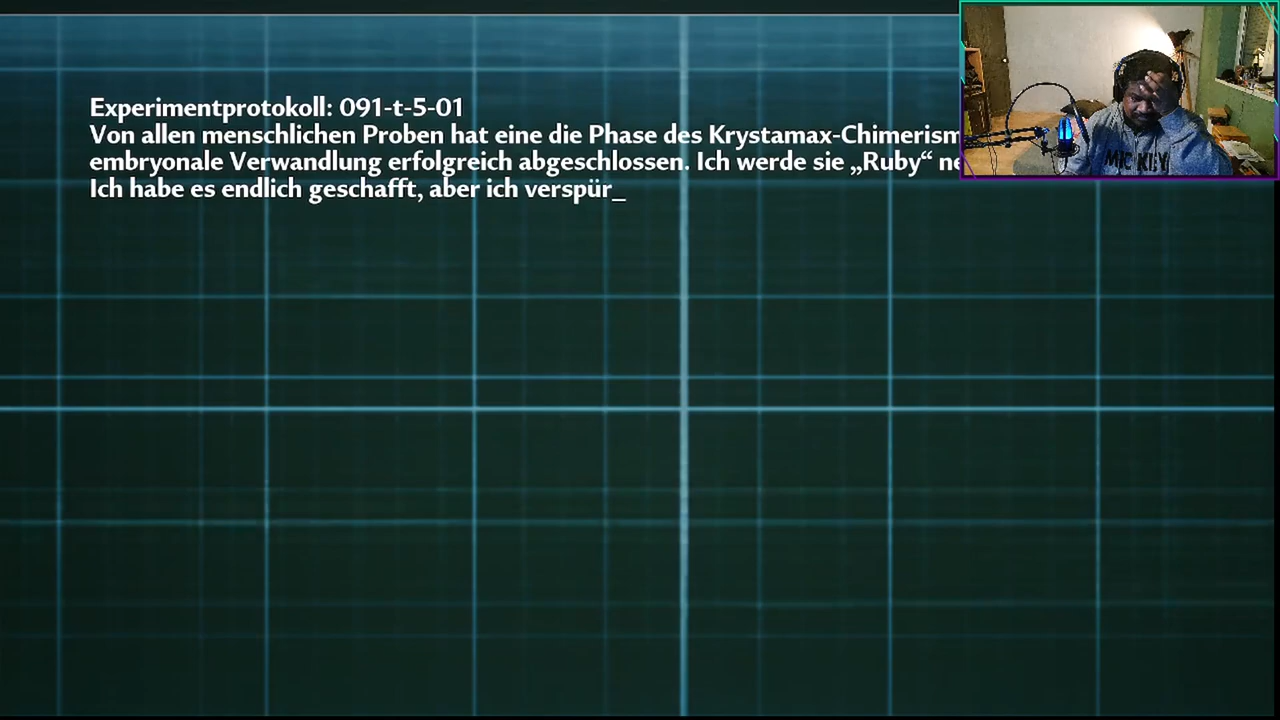 Experimentprotokoll: 091-t-5-01
Von allen menschlichen Proben hat eine die Phase des Krystamax-Chimerism
embryonale Verwandlung erfolgreich abgeschlossen. Ich werde sie „Ruby“ ne
Ich habe es endlich geschafft, aber ich verspür_
MICKEY